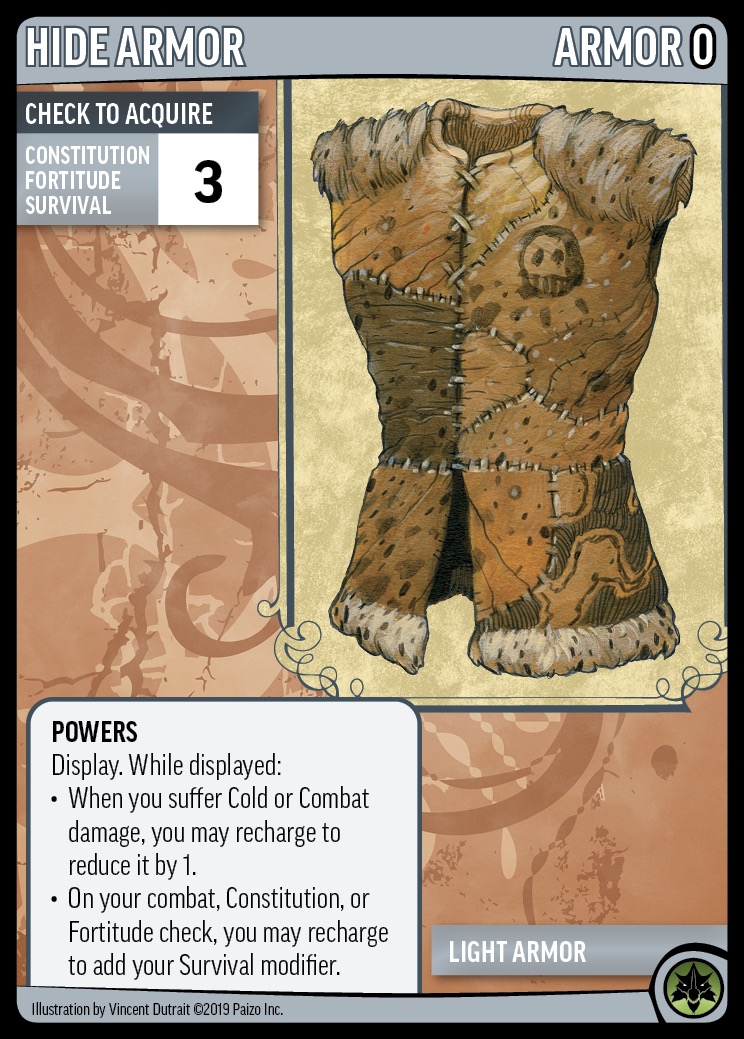 HIDE ARMOR
ARMOR 0
CHECK TO ACQUIRE
CONSTITUTION
FORTITUDE
SURVIVAL
3
POWERS
Display. While displayed:
• When you suffer Cold or Combat
damage, you may recharge to
reduce it by 1.
• On your combat, Constitution, or
Fortitude check, you may recharge
to add your Survival modifier.
LIGHT ARMOR
Illustration by Vincent Dutrait ©2019 Paizo Inc.